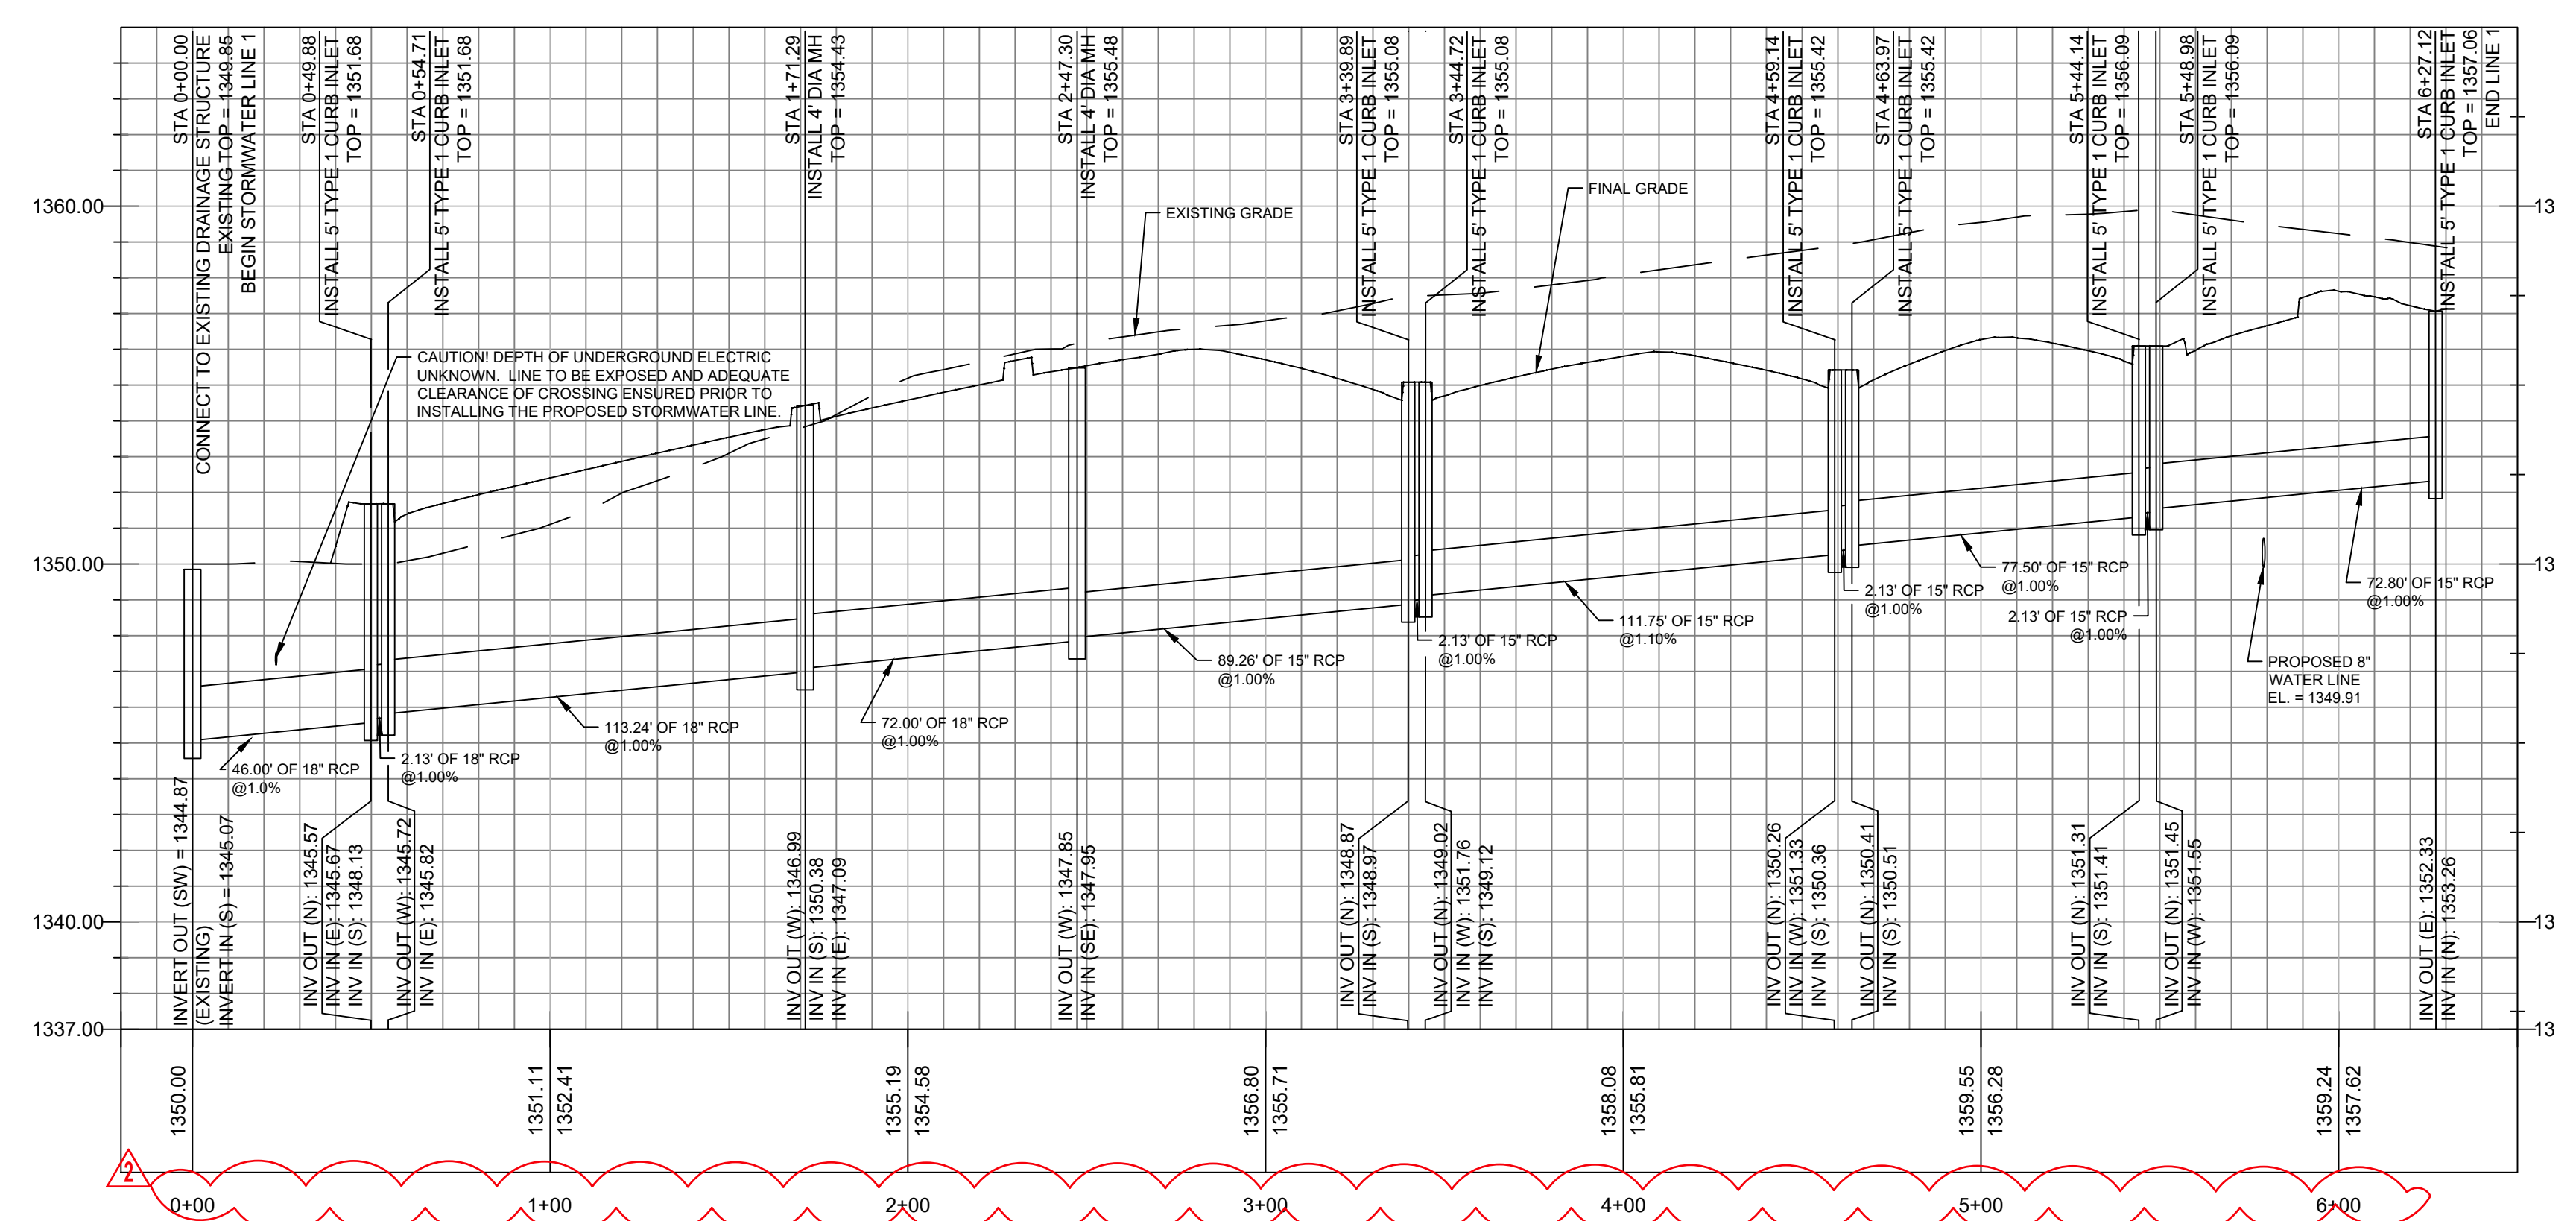 STA 0+00.00
CONNECT TO EXISTING DRAINAGE STRUCTURE
EXISTING TOP = 1349.85
BEGIN STORMWATER LINE 1
STA 0+49.88
INSTALL 5' TYPE 1 CURB INLET
TOP = 1351.68
STA 0+54.71
INSTALL 5' TYPE 1 CURB INLET
TOP = 1351.68
STA 1+71.29
INSTALL 4' DIA MH
TOP = 1354.43
STA 2+47.30
INSTALL 4' DIA MH
TOP = 1355.48
STA 3+39.89
INSTALL 5' TYPE 1 CURB INLET
TOP = 1355.08
STA 3+44.72
INSTALL 5' TYPE 1 CURB INLET
TOP = 1355.08
STA 4+59.14
INSTALL 5' TYPE 1 CURB INLET
TOP = 1355.42
STA 4+63.97
INSTALL 5' TYPE 1 CURB INLET
TOP = 1355.42
STA 5+44.14
INSTALL 5' TYPE 1 CURB INLET
TOP = 1356.09
STA 5+48.98
INSTALL 5' TYPE 1 CURB INLET
TOP = 1356.09
STA 6+27.12
INSTALL 5' TYPE 1 CURB INLET
TOP = 1357.06
END LINE 1
1360.00
13
EXISTING GRADE
FINAL GRADE
CAUTION! DEPTH OF UNDERGROUND ELECTRIC
UNKNOWN. LINE TO BE EXPOSED AND ADEQUATE
CLEARANCE OF CROSSING ENSURED PRIOR TO
INSTALLING THE PROPOSED STORMWATER LINE.
1350.00
13
46.00' OF 18" RCP
@1.0%
2.13' OF 18" RCP
@1.00%
113.24' OF 18" RCP
@1.00%
72.00' OF 18" RCP
@1.00%
89.26' OF 15" RCP
@1.00%
2.13' OF 15" RCP
@1.00%
111.75' OF 15" RCP
@1.10%
2.13' OF 15" RCP
@1.00%
77.50' OF 15" RCP
@1.00%
2.13' OF 15" RCP
@1.00%
PROPOSED 8"
WATER LINE
EL. = 1349.91
72.80' OF 15" RCP
@1.00%
1340.00
13
INVERT OUT (SW) = 1344.87
(EXISTING)
INVERT IN (S) = 1345.07
INV OUT (N): 1345.57
INV IN (E): 1345.67
INV IN (S): 1348.13
INV OUT (W): 1345.72
INV IN (E): 1345.82
INV OUT (W): 1346.99
INV IN (S): 1350.38
INV IN (E): 1347.09
INV OUT (W): 1347.85
INV IN (SE): 1347.95
INV OUT (N): 1348.87
INV IN (S): 1348.97
INV OUT (N): 1349.02
INV IN (W): 1351.76
INV IN (S): 1349.12
INV OUT (N): 1350.26
INV IN (W): 1351.33
INV IN (S): 1350.36
INV OUT (N): 1350.41
INV IN (S): 1350.51
INV OUT (N): 1351.31
INV IN (S): 1351.41
INV OUT (N): 1351.45
INV IN (W): 1351.55
INV OUT (E): 1352.33
INV IN (N): 1353.26
1337.00
13
1350.00
1351.11
1352.41
1355.19
1354.58
1356.80
1355.71
1358.08
1355.81
1359.55
1356.28
1359.24
1357.62
2
0+00
1+00
2+00
3+00
4+00
5+00
6+00